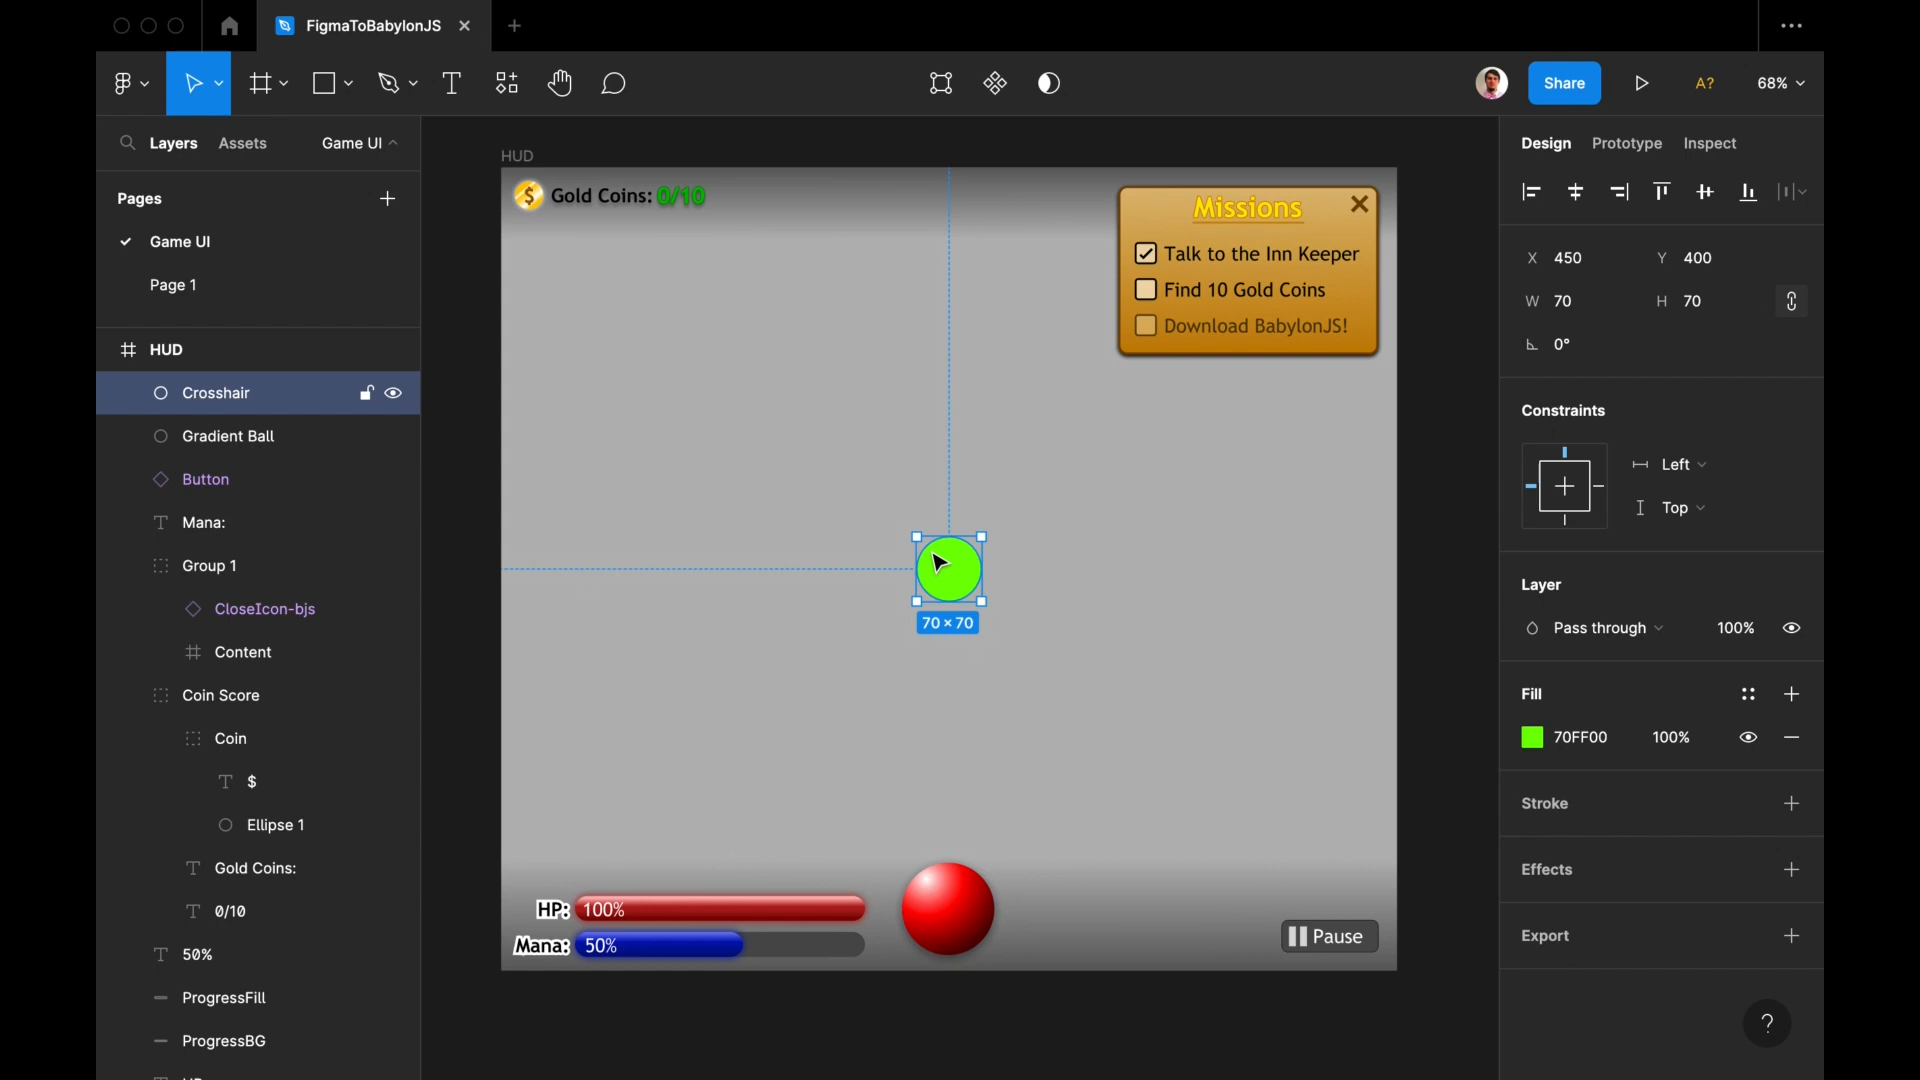 FigmaToBabylonJS
Share
A?
68%
Layers
Assets
Game UI
Pages
Game UI
Page 1
HUD
Crosshair
Gradient Ball
Button
Mana:
Group 1
CloseIcon-bjs
Content
Coin Score
Coin
$
Ellipse 1
Gold Coins:
0/10
50%
ProgressFill
ProgressBG
HUD
$
Gold Coins: 0/10
Missions
Talk to the Inn Keeper
Find 10 Gold Coins
Download BabylonJS!
70 × 70
HP: 100%
Mana: 50%
Pause
Design
Prototype
Inspect
X 450
Y 400
W 70
H 70
0°
Constraints
Left
Top
Layer
Pass through
100%
Fill
70FF00
100%
Stroke
Effects
Export
?